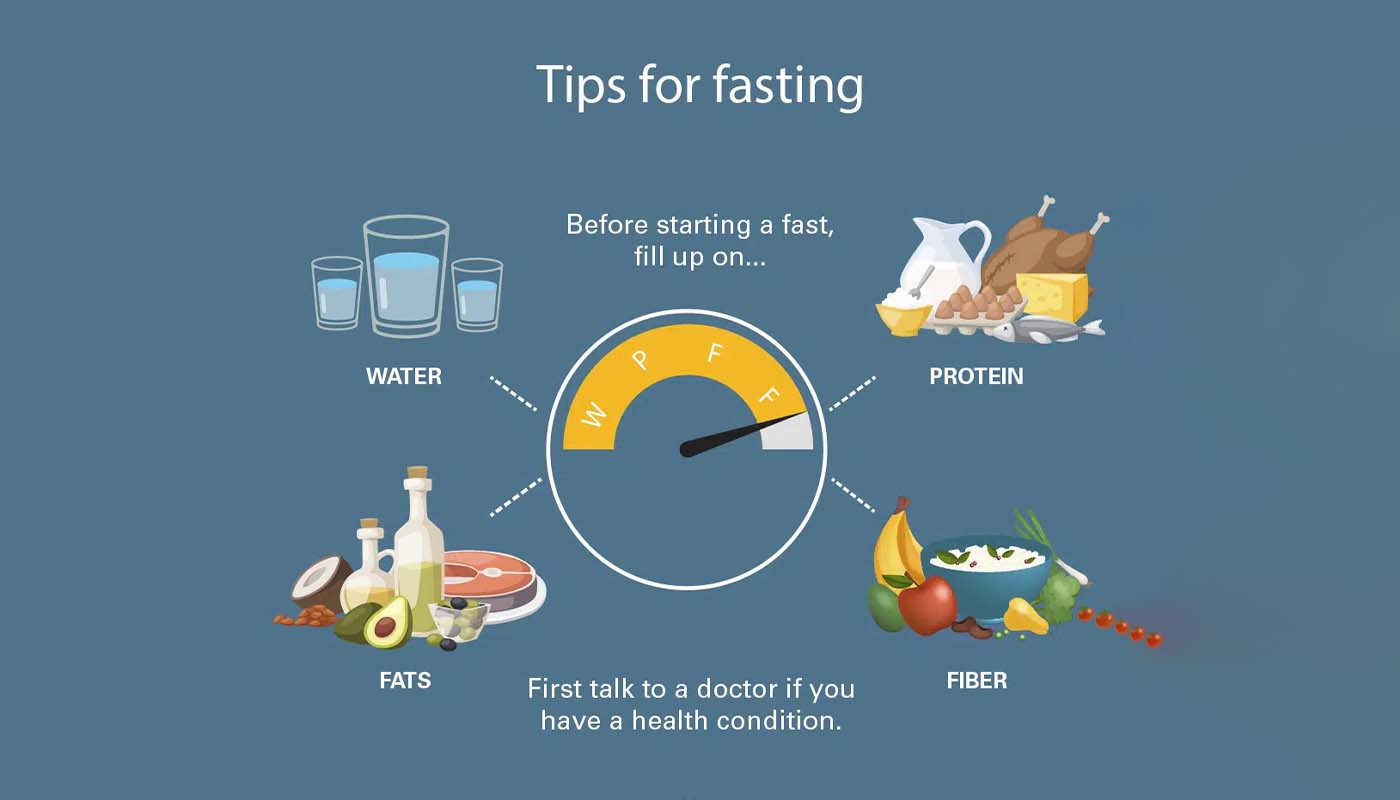 Tips for fasting
Before starting a fast,
fill up on...
WATER
PROTEIN
W P F F
FATS
FIBER
First talk to a doctor if you
have a health condition.